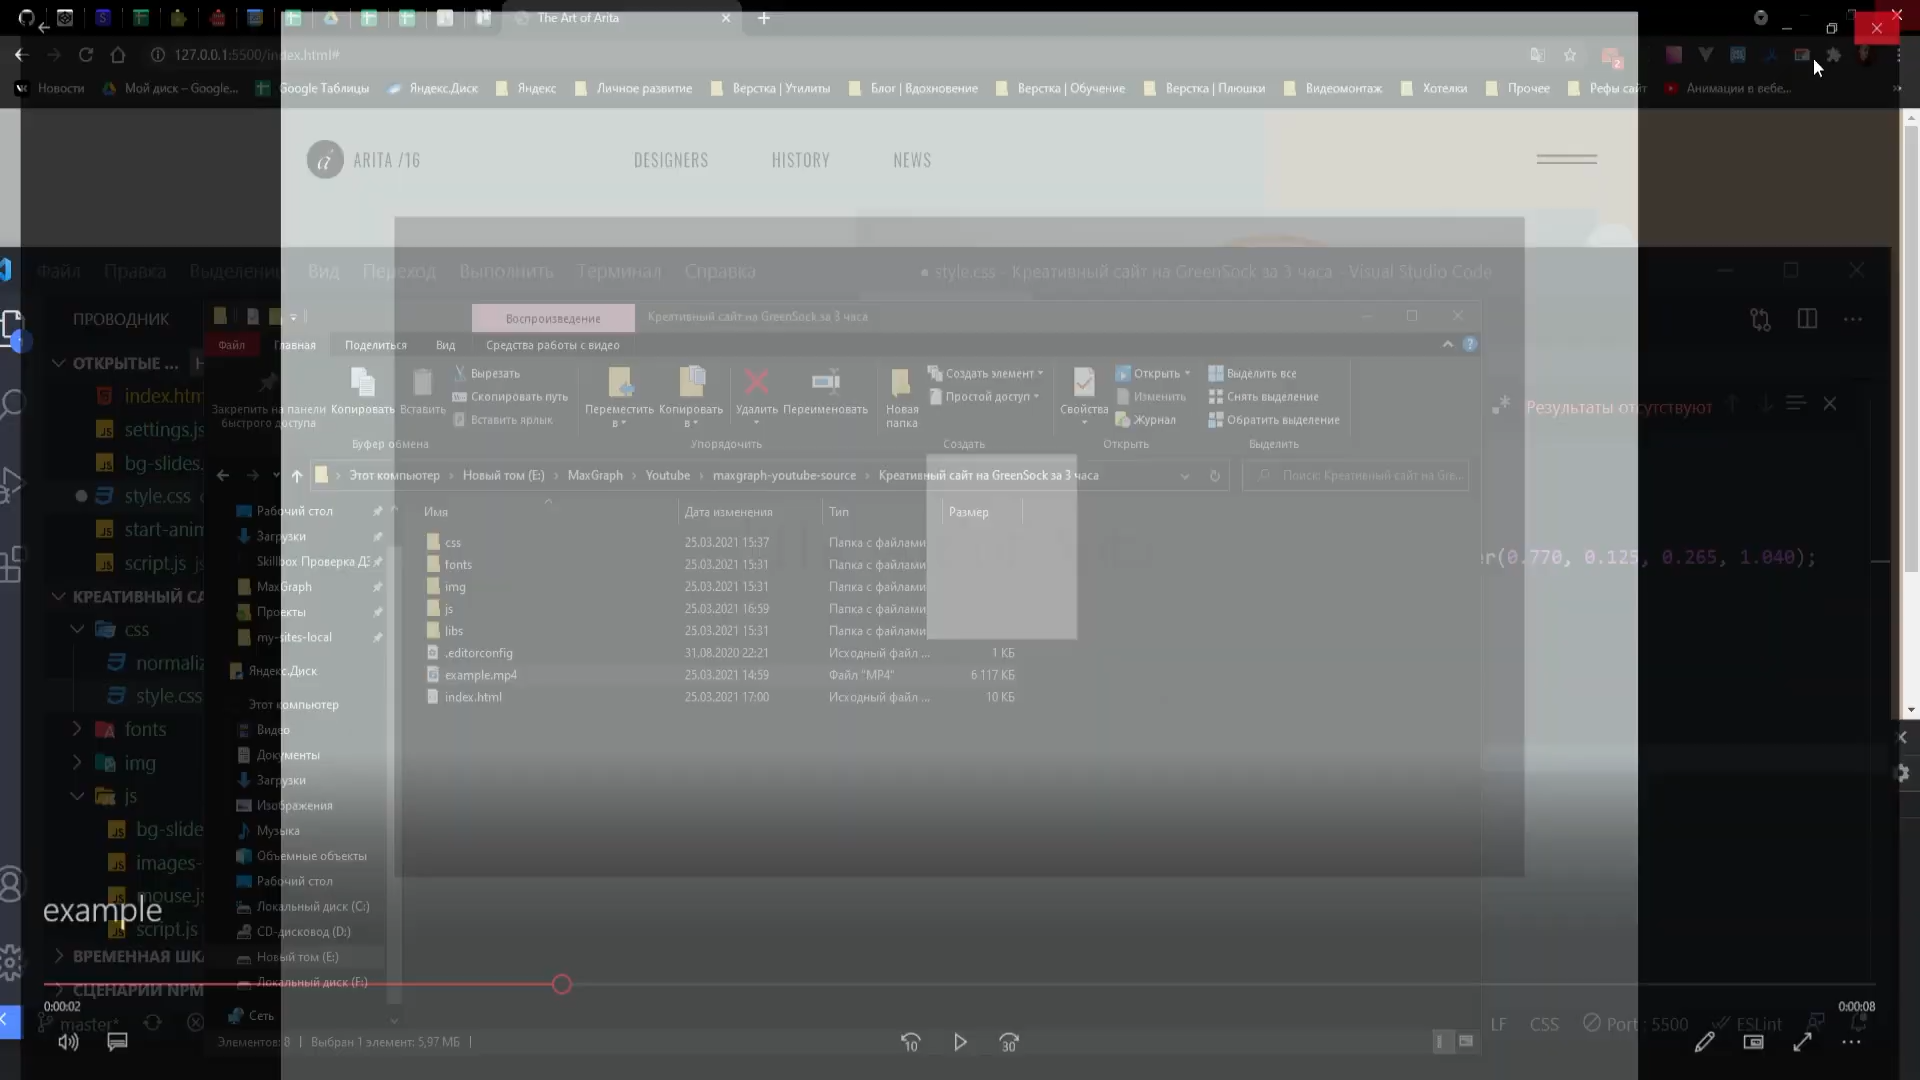 The Art of Arita
127.0.0.1:5500/index.html#
2
Новости
Мой диск – Google...
Google Таблицы
Яндекс.Диск
Яндекс
Личное развитие
Верстка | Утилиты
Блог | Вдохновение
Верстка | Обучение
Верстка | Плюшки
Видеомонтаж
Хотелки
Прочее
Рефы сайт
Анимации в вебе...
ARITA /16
DESIGNERS
HISTORY
NEWS
Файл
Правка
Выделение
Вид
Переход
Выполнить
Терминал
Справка
● style.css - Креативный сайт на GreenSock за 3 часа - Visual Studio Code
ПРОВОДНИК
Воспроизведение
Креативный сайт на GreenSock за 3 часа
Файл
Главная
Поделиться
Вид
Средства работы с видео
ОТКРЫТЫЕ ...
Закрепить на панели быстрого доступа
Копировать
Вставить
Вырезать
Скопировать путь
Вставить ярлык
Переместить в
Копировать в
Удалить
Переименовать
Новая папка
Создать элемент
Простой доступ
Свойства
Открыть
Изменить
Журнал
Выделить все
Снять выделение
Обратить выделение
Буфер обмена
Упорядочить
Создать
Открыть
Выделить
Результаты отсутствуют
index.htm
settings.js
bg-slides.
style.css
start-anim
script.js js
КРЕАТИВНЫЙ СА
css
normaliz
style.css
fonts
img
js
bg-slide
images-
mouse.js
script.js
ВРЕМЕННАЯ ШКА
СЦЕНАРИИ NPM
Этот компьютер
Новый том (E:)
MaxGraph
Youtube
maxgraph-youtube-source
Креативный сайт на GreenSock за 3 часа
Поиск: Креативный сайт на Gre...
Рабочий стол
Загрузки
Skillbox Проверка ДЗ
MaxGraph
Проекты
my-sites-local
Яндекс.Диск
Этот компьютер
Видео
Документы
Загрузки
Изображения
Музыка
Объемные объекты
Рабочий стол
Локальный диск (C:)
CD-дисковод (D:)
Новый том (E:)
Локальный диск (F:)
Сеть
Имя
Дата изменения
Тип
Размер
css 25.03.2021 15:37 Папка с файлами
fonts 25.03.2021 15:31 Папка с файлами
img 25.03.2021 15:31 Папка с файлами
js 25.03.2021 16:59 Папка с файлами
libs 25.03.2021 15:31 Папка с файлами
.editorconfig 31.08.2020 22:21 Исходный файл ... 1 КБ
example.mp4 25.03.2021 14:59 Файл "MP4" 6 117 КБ
index.html 25.03.2021 17:00 Исходный файл ... 10 КБ
er(0.770, 0.125, 0.265, 1.040);
example
0:00:02
0:00:08
master*
Элементов: 8
Выбран 1 элемент: 5,97 МБ
10
30
LF
CSS
Port : 5500
ESLint